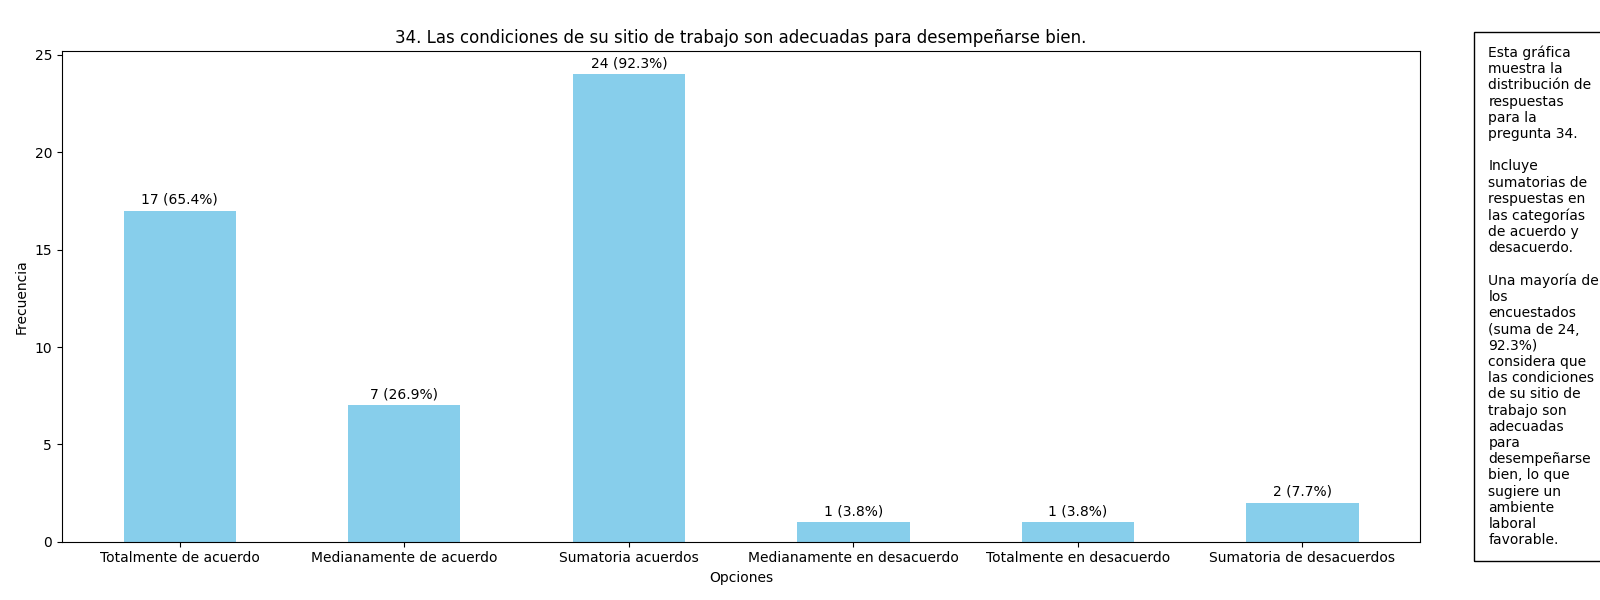 34. Las condiciones de su sitio de trabajo son adecuadas para desempeñarse bien.
25
20
15
10
5
0
Frecuencia
17 (65.4%)
7 (26.9%)
24 (92.3%)
1 (3.8%)
1 (3.8%)
2 (7.7%)
Totalmente de acuerdo
Medianamente de acuerdo
Sumatoria acuerdos
Medianamente en desacuerdo
Totalmente en desacuerdo
Sumatoria de desacuerdos
Opciones
Esta gráfica
muestra la
distribución de
respuestas
para la
pregunta 34.
Incluye
sumatorias de
respuestas en
las categorías
de acuerdo y
desacuerdo.
Una mayoría de
los
encuestados
(suma de 24,
92.3%)
considera que
las condiciones
de su sitio de
trabajo son
adecuadas
para
desempeñarse
bien, lo que
sugiere un
ambiente
laboral
favorable.